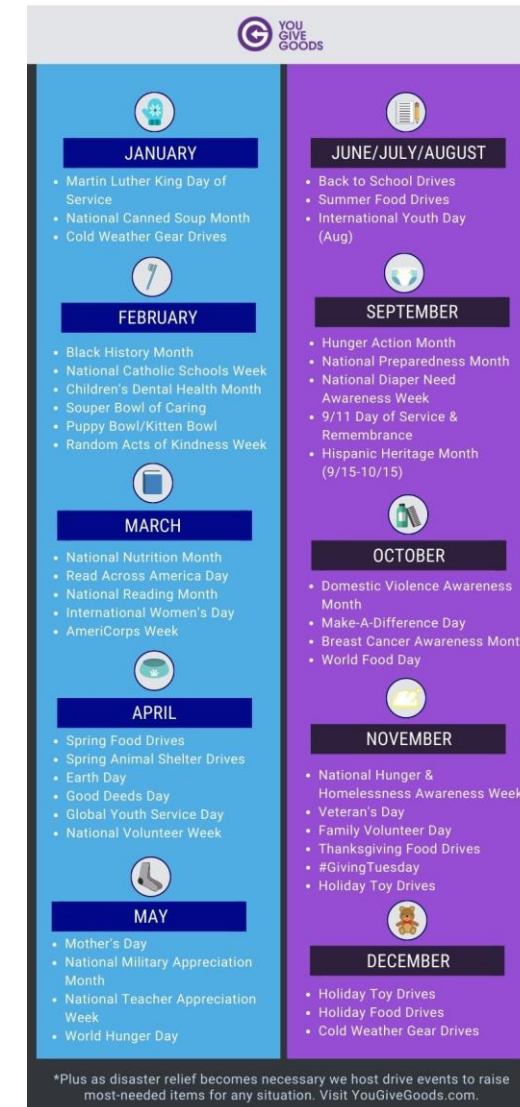 YOU
GIVE
GOODS
JANUARY
• Martin Luther King Day of
Service
• National Canned Soup Month
• Cold Weather Gear Drives
FEBRUARY
• Black History Month
• National Catholic Schools Week
• Children's Dental Health Month
• Souper Bowl of Caring
• Puppy Bowl/Kitten Bowl
• Random Acts of Kindness Week
MARCH
• National Nutrition Month
• Read Across America Day
• National Reading Month
• International Women's Day
• AmeriCorps Week
APRIL
• Spring Food Drives
• Spring Animal Shelter Drives
• Earth Day
• Good Deeds Day
• Global Youth Service Day
• National Volunteer Week
MAY
• Mother's Day
• National Military Appreciation
Month
• National Teacher Appreciation
Week
• World Hunger Day
JUNE/JULY/AUGUST
• Back to School Drives
• Summer Food Drives
• International Youth Day
(Aug)
SEPTEMBER
• Hunger Action Month
• National Preparedness Month
• National Diaper Need
Awareness Week
• 9/11 Day of Service &
Remembrance
• Hispanic Heritage Month
(9/15-10/15)
OCTOBER
• Domestic Violence Awareness
Month
• Make-A-Difference Day
• Breast Cancer Awareness Mont
• World Food Day
NOVEMBER
• National Hunger &
Homelessness Awareness Week
• Veteran's Day
• Family Volunteer Day
• Thanksgiving Food Drives
• #GivingTuesday
• Holiday Toy Drives
DECEMBER
• Holiday Toy Drives
• Holiday Food Drives
• Cold Weather Gear Drives
*Plus as disaster relief becomes necessary we host drive events to raise
most-needed items for any situation. Visit YouGiveGoods.com.